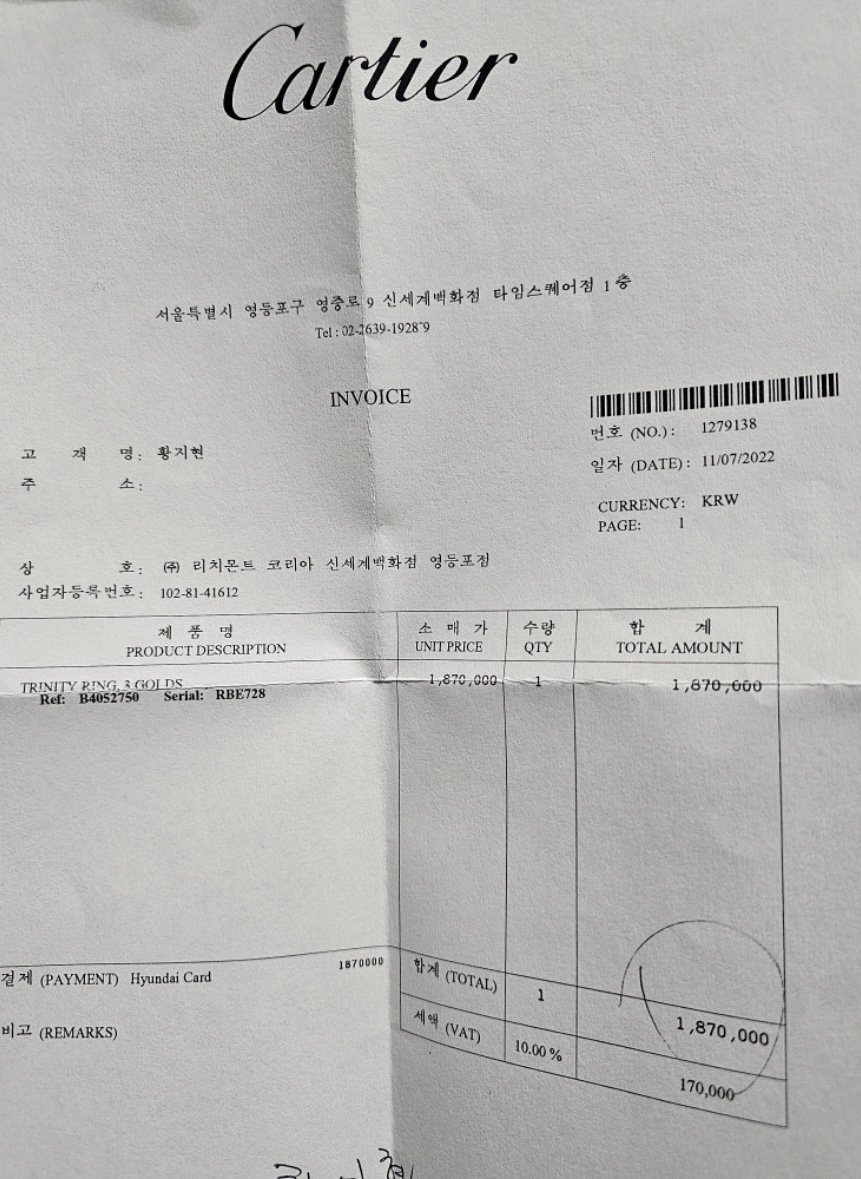 Cartier
서울특별시 영등포구 영중로 9 신세계백화점 타임스퀘어점 1층
Tel : 02-2639-1928~9
INVOICE
번호 (NO.) : 1279138
고 객 명 : 황지현
일자 (DATE) : 11/07/2022
주 소 :
CURRENCY: KRW
PAGE: 1
상 호 : (주) 리치몬트 코리아 신세계백화점 영등포점
사업자등록번호 : 102-81-41612
제 품 명 소 매 가 수량 합 계
PRODUCT DESCRIPTION UNIT PRICE QTY TOTAL AMOUNT
TRINITY RING, 3 GOLDS 1,870,000 1 1,870,000
Ref: B4052750 Serial: RBE728
결제 (PAYMENT) Hyundai Card 1870000
합계 (TOTAL) 1 1,870,000
비고 (REMARKS)
세액 (VAT) 10.00 % 170,000